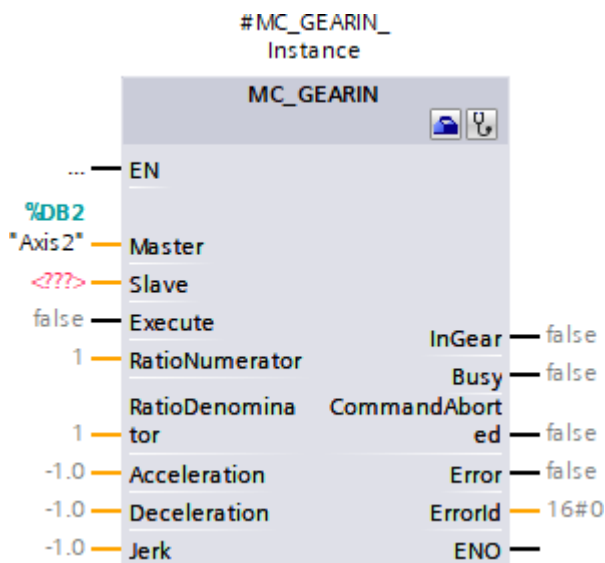 #MC_GEARIN_
Instance
MC_GEARIN
... EN
%DB2
"Axis2" Master
<???> Slave
false Execute
InGear false
1 RatioNumerator
Busy false
RatioDenomina CommandAbort
1 tor ed false
-1.0 Acceleration Error false
-1.0 Deceleration ErrorId 16#0
-1.0 Jerk ENO